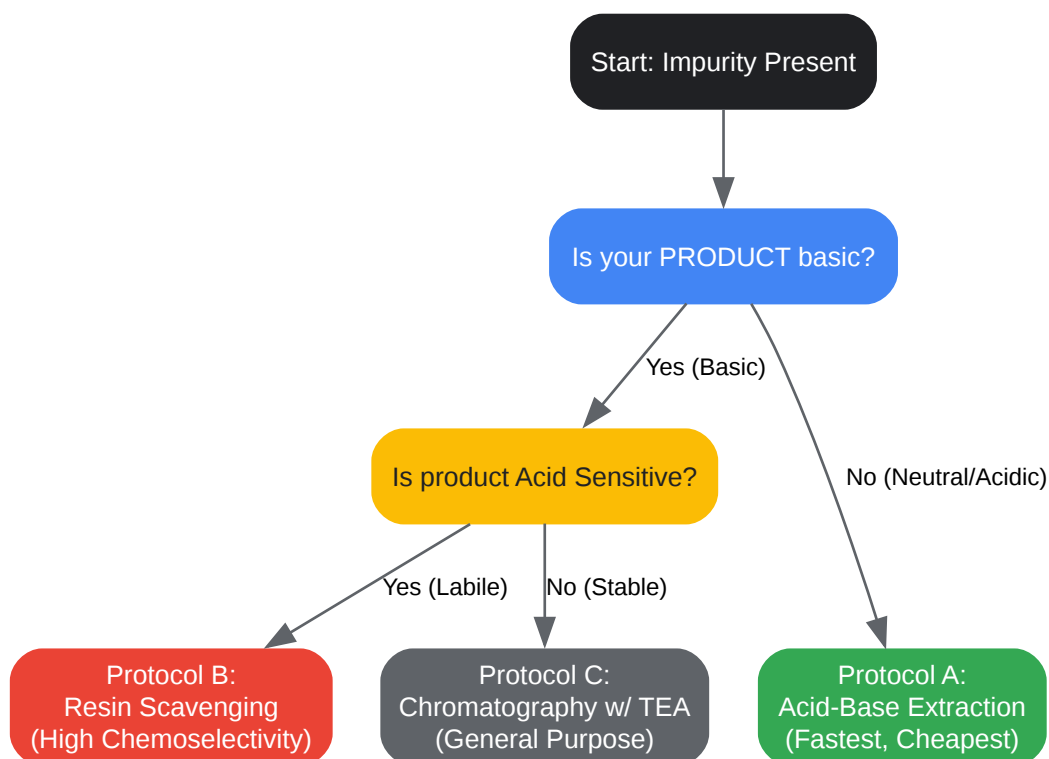 Start: Impurity Present
Is your PRODUCT basic?
Yes (Basic)
Is product Acid Sensitive?
No (Neutral/Acidic)
Yes (Labile)
No (Stable)
Protocol B:
Resin Scavenging
(High Chemoselectivity)
Protocol C:
Chromatography w/ TEA
(General Purpose)
Protocol A:
Acid-Base Extraction
(Fastest, Cheapest)